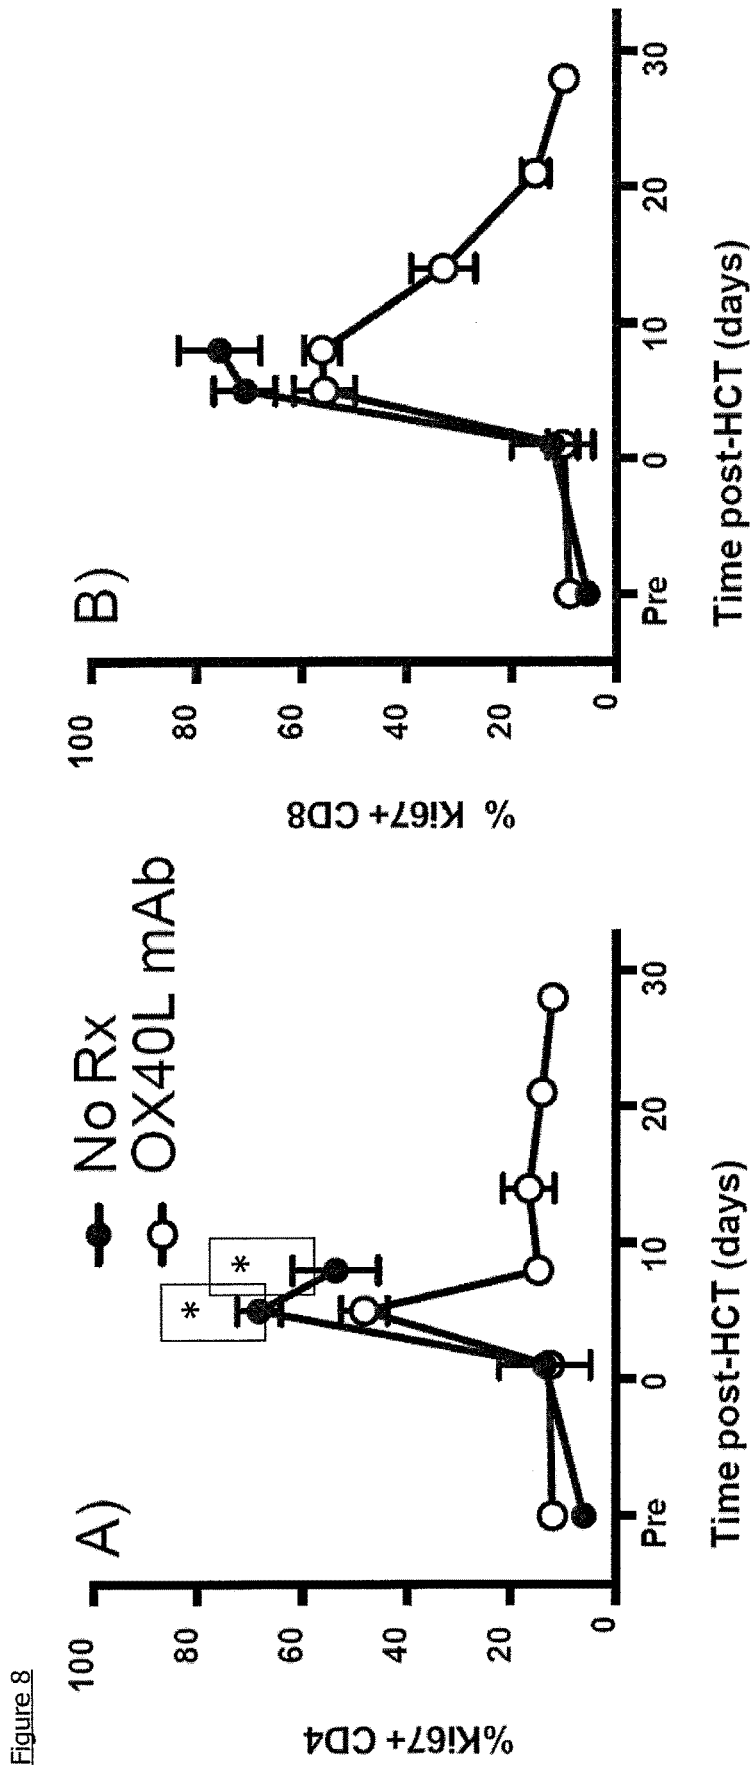 Figure 8
A)
No Rx
OX40L mAb
*
*
%Ki67+ CD4
100
80
60
40
20
0
Pre
0
10
20
30
Time post-HCT (days)
B)
% Ki67+ CD8
100
80
60
40
20
0
Pre
0
10
20
30
Time post-HCT (days)